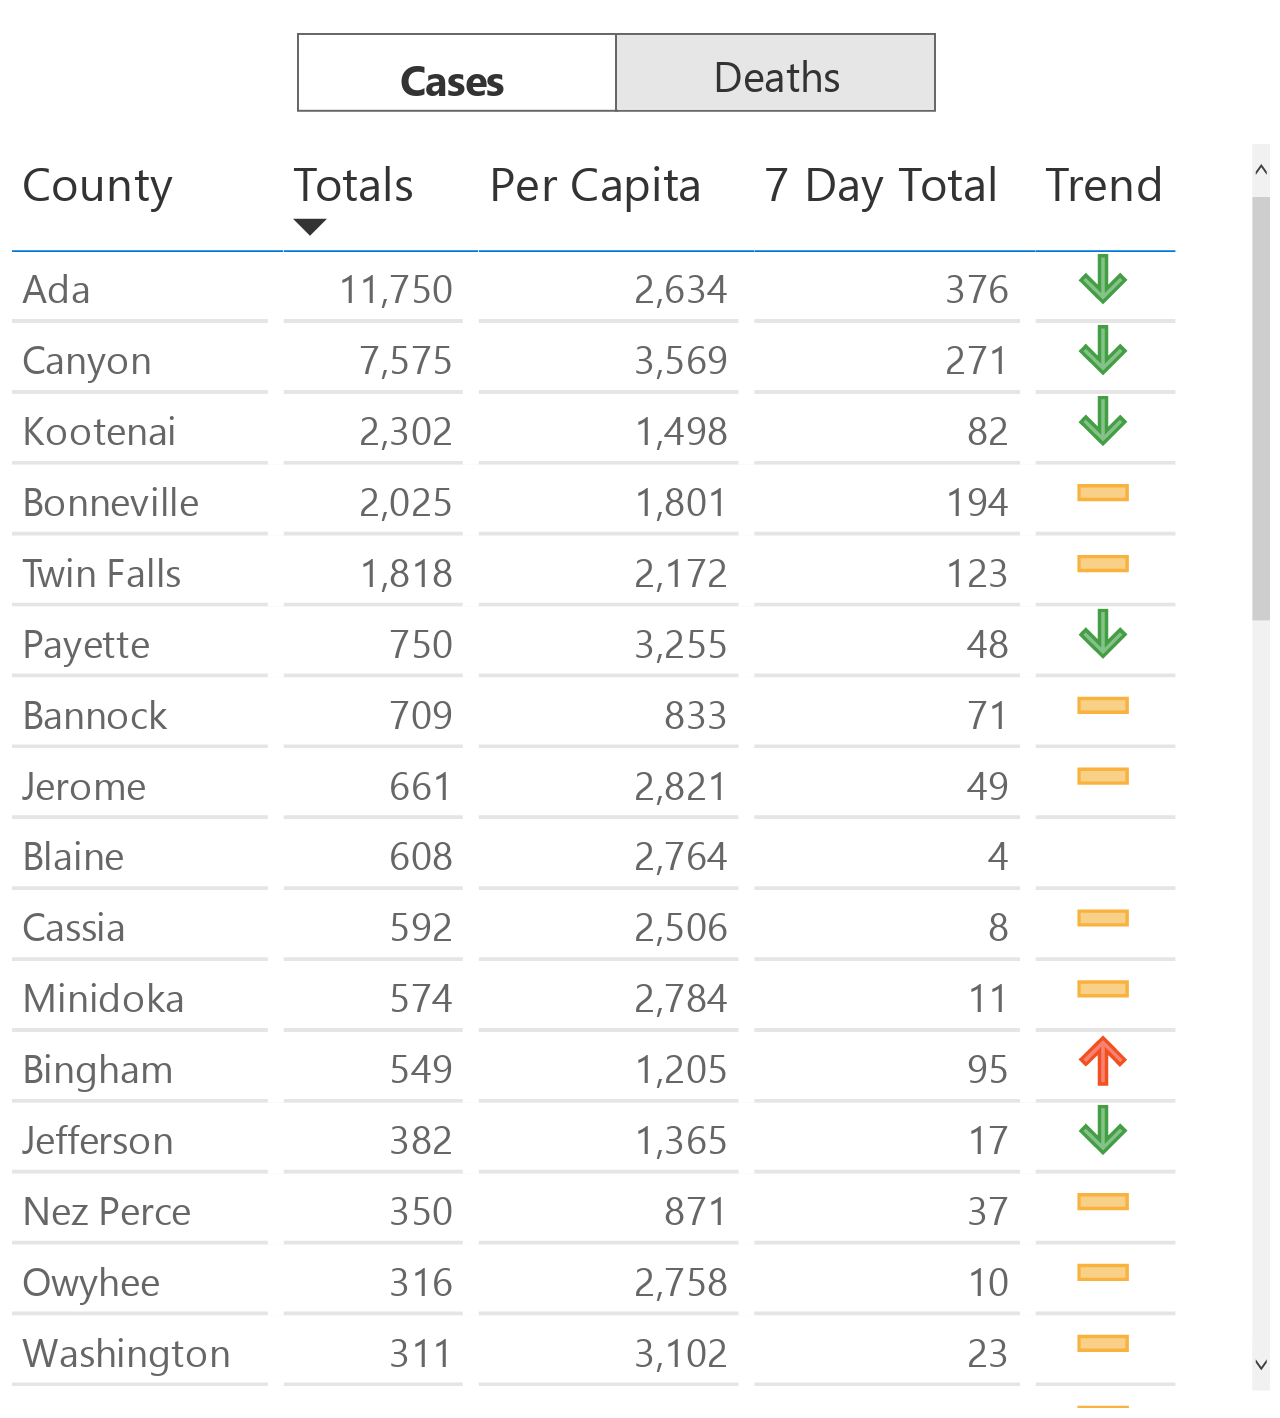 Cases Deaths
County Totals Per Capita 7 Day Total Trend
Ada 11,750 2,634 376
Canyon 7,575 3,569 271
Kootenai 2,302 1,498 82
Bonneville 2,025 1,801 194
Twin Falls 1,818 2,172 123
Payette 750 3,255 48
Bannock 709 833 71
Jerome 661 2,821 49
Blaine 608 2,764 4
Cassia 592 2,506 8
Minidoka 574 2,784 11
Bingham 549 1,205 95
Jefferson 382 1,365 17
Nez Perce 350 871 37
Owyhee 316 2,758 10
Washington 311 3,102 23